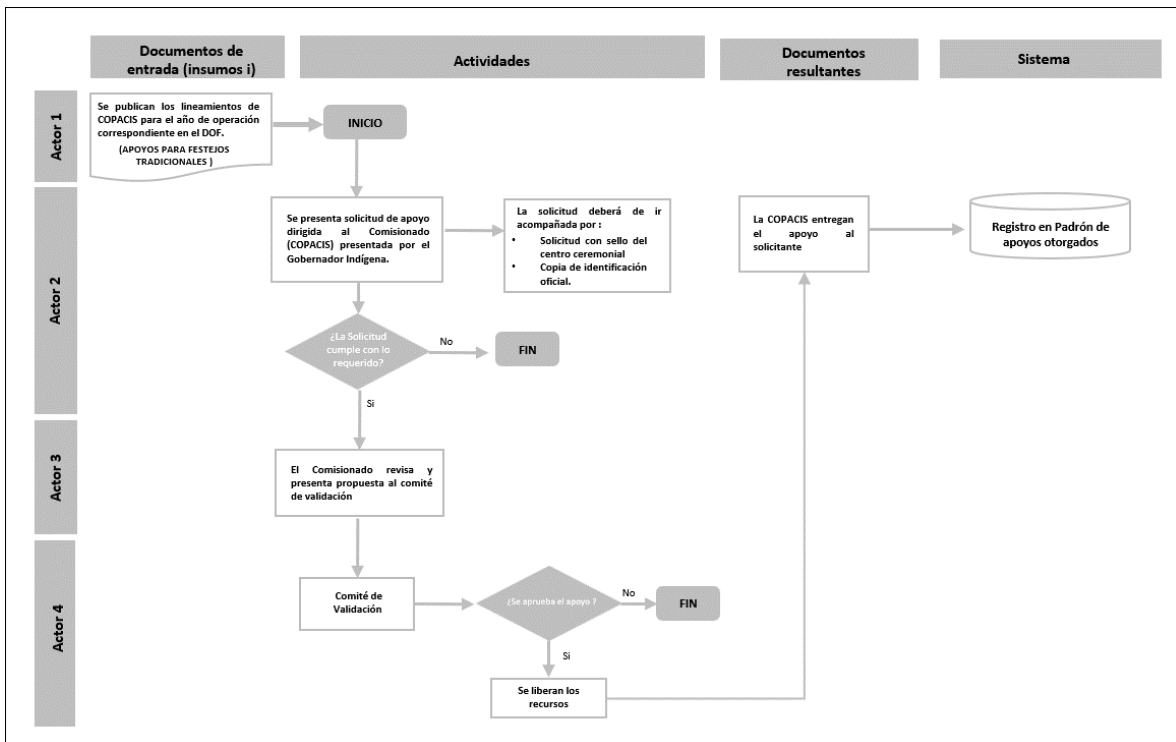 Documentos de
entrada (insumos i)
Actividades
Documentos
resultantes
Sistema
Actor 1
Se publican los lineamientos de
COPACIS para el año de operación
correspondiente en el DOF.
(APOYOS PARA FESTEJOS
TRADICIONALES )
INICIO
Actor 2
Se presenta solicitud de apoyo
dirigida al Comisionado
(COPACIS) presentada por el
Gobernador Indígena.
La solicitud deberá de ir
acompañada por :
• Solicitud con sello del
centro ceremonial
• Copia de identificación
oficial.
La COPACIS entregan
el apoyo al
solicitante
Registro en Padrón de
apoyos otorgados
¿La Solicitud
cumple con lo
requerido?
No
FIN
Si
Actor 3
El Comisionado revisa y
presenta propuesta al comité
de validación
Actor 4
Comité de
Validación
¿Se aprueba el apoyo ?
No
FIN
Si
Se liberan los
recursos